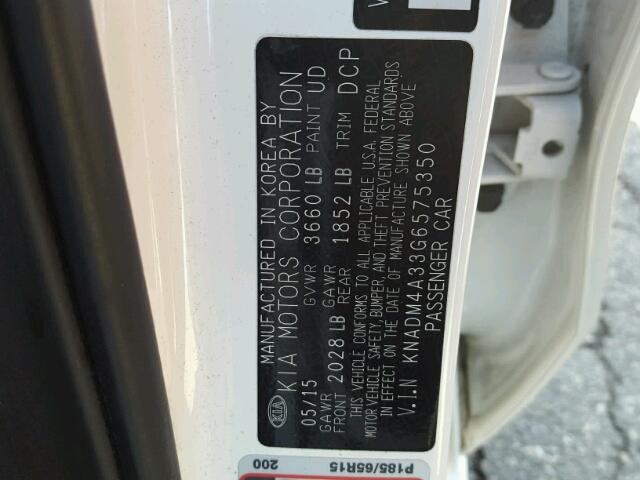 MANUFACTURED IN KOREA BY
KIA KIA MOTORS CORPORATION
05/15 GVWR 3660 LB PAINT UD
GAWR FRONT 2028 LB GAWR REAR 1852 LB TRIM DCP
THIS VEHICLE CONFORMS TO ALL APPLICABLE U.S.A. FEDERAL
MOTOR VEHICLE SAFETY, BUMPER, AND THEFT PREVENTION STANDARDS
IN EFFECT ON THE DATE OF MANUFACTURE SHOWN ABOVE
V.I.N KNADM4A33G6575350
PASSENGER CAR
P185/65R15
200